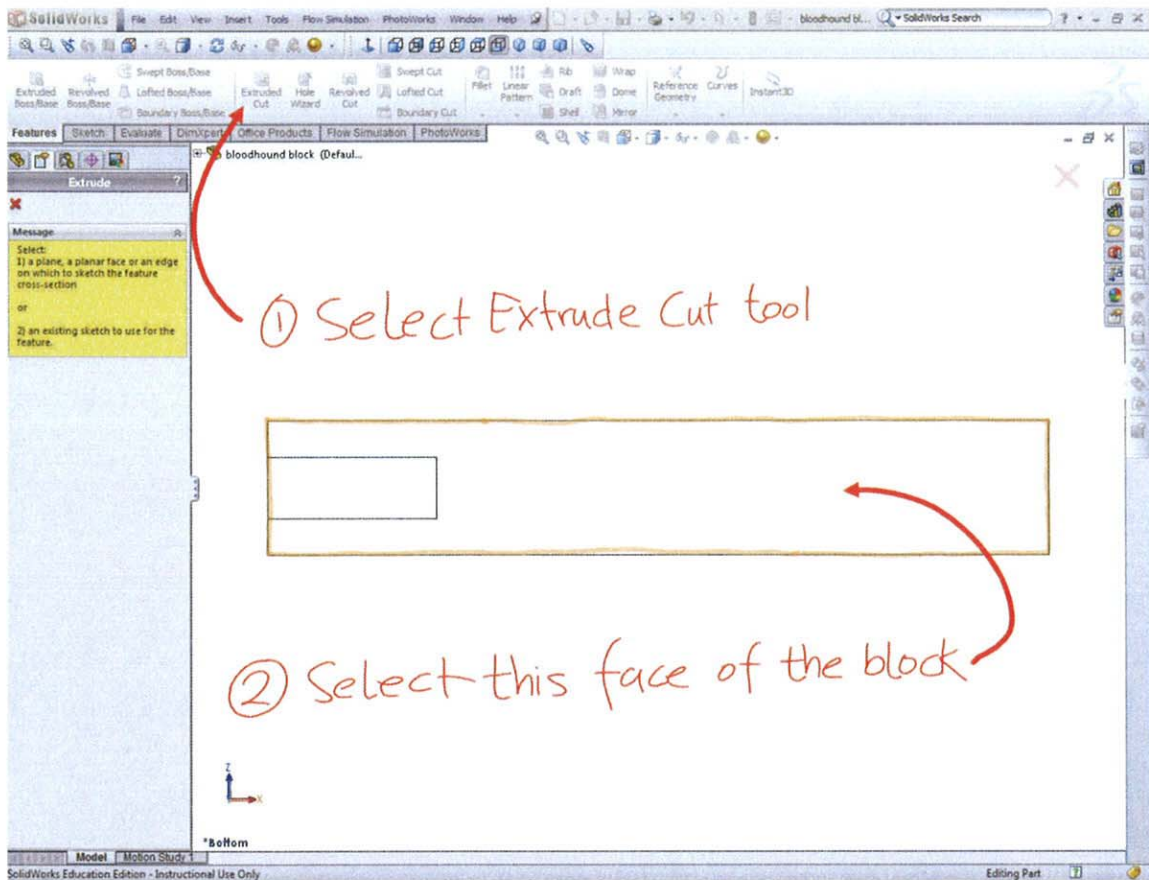 SolidWorks File Edit View Insert Tools Flow Simulation PhotoWorks Window Help bloodhound bl... SolidWorks Search ?
Extruded Boss/Base
Revolved Boss/Base
Swept Boss/Base
Lofted Boss/Base
Boundary Boss/Base
Extruded Cut
Hole Wizard
Revolved Cut
Swept Cut
Lofted Cut
Boundary Cut
Fillet
Linear Pattern
Rib
Draft
Shell
Wrap
Dome
Mirror
Reference Geometry
Curves
Instant3D
Features Sketch Evaluate DimXpert Office Products Flow Simulation PhotoWorks
bloodhound block (Defaul...
Extrude ?
Message
Select:
1) a plane, a planar face or an edge
on which to sketch the feature
cross-section
or
2) an existing sketch to use for the
feature.
① Select Extrude Cut tool
② Select this face of the block
Z
X
*Bottom
Model Motion Study 1
SolidWorks Education Edition - Instructional Use Only Editing Part